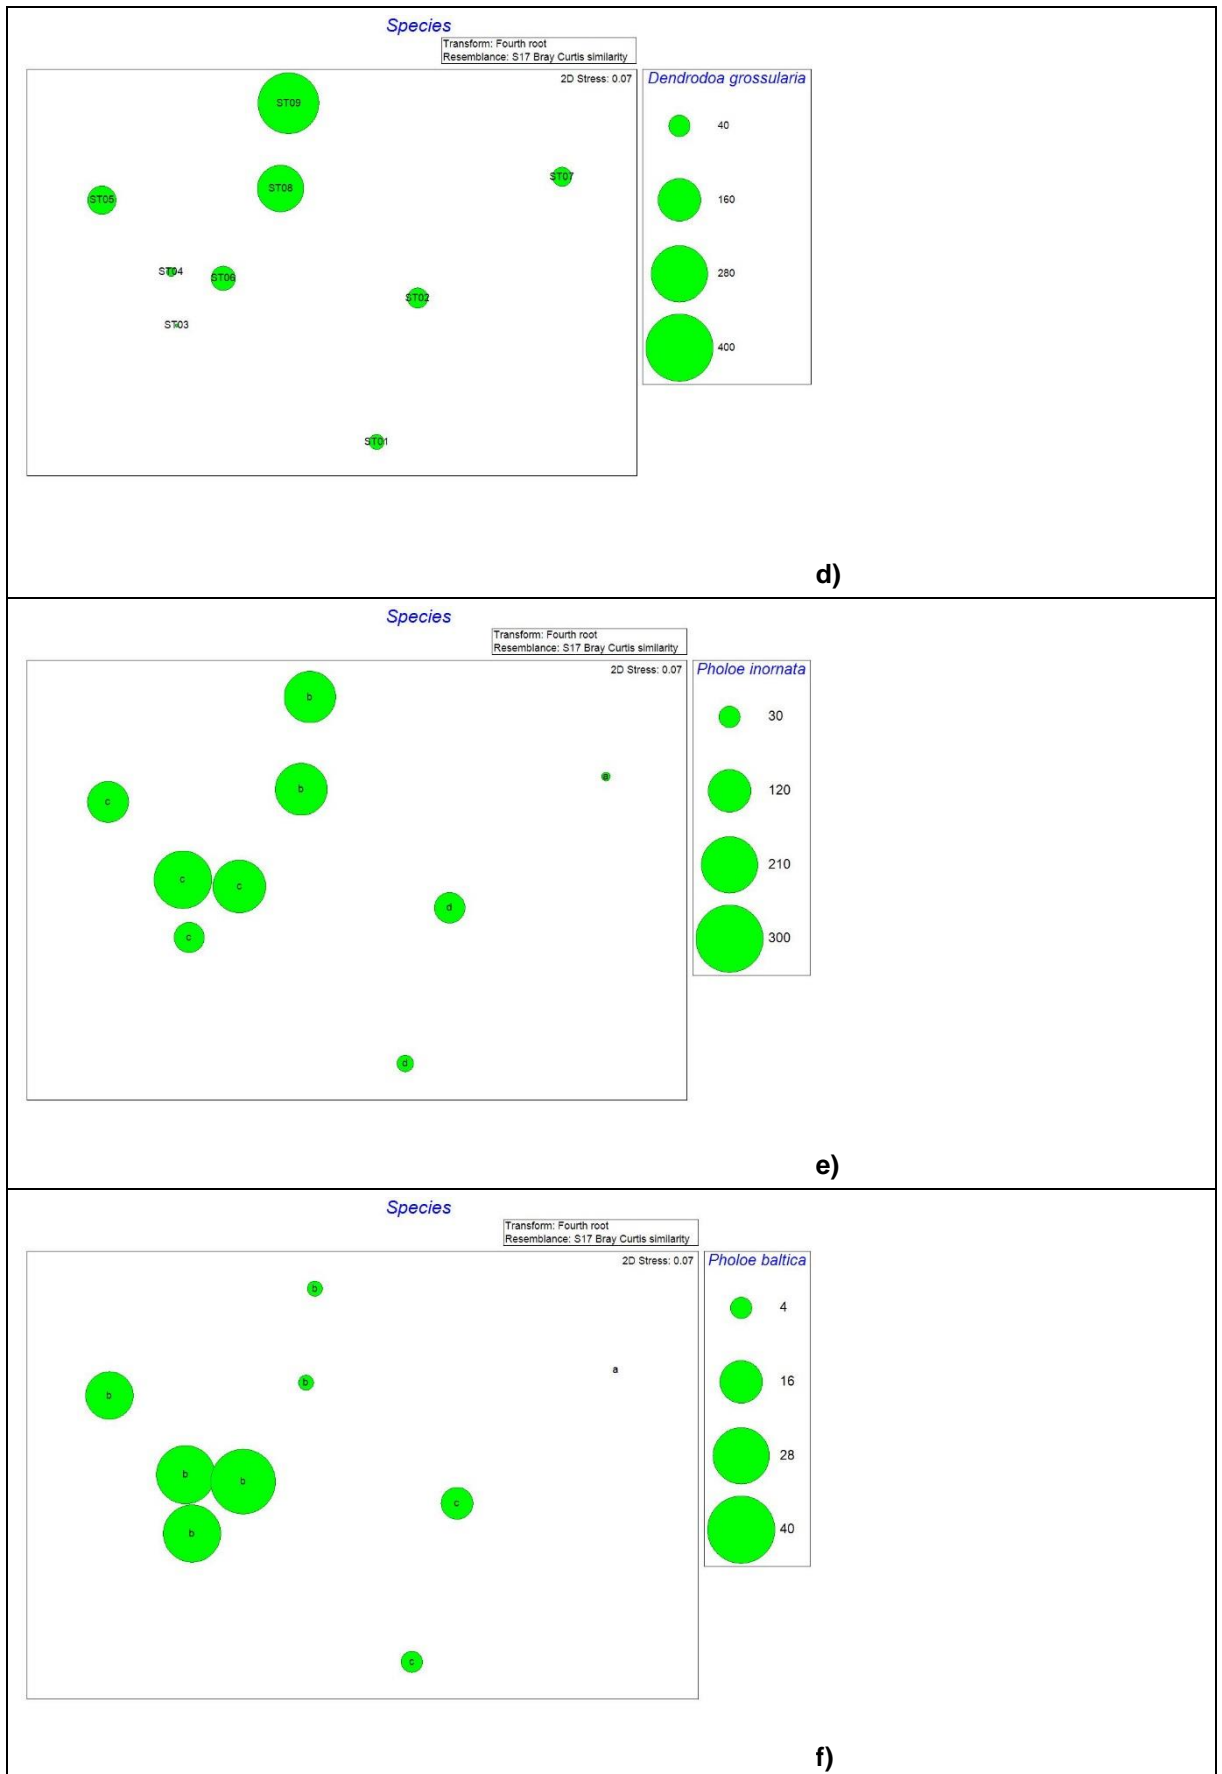 Species
Transform: Fourth root
Resemblance: S17 Bray Curtis similarity
2D Stress: 0.07
Dendrodoa grossularia
ST09
40
ST07
ST08
ST05
160
ST04
ST06
280
ST02
ST03
400
ST01
d)
Species
Transform: Fourth root
Resemblance: S17 Bray Curtis similarity
2D Stress: 0.07
Pholoe inornata
b
30
a
b
120
c
c
c
210
d
c
300
d
e)
Species
Transform: Fourth root
Resemblance: S17 Bray Curtis similarity
2D Stress: 0.07
Pholoe baltica
b
4
a
b
16
b
b
b
28
c
b
40
c
f)